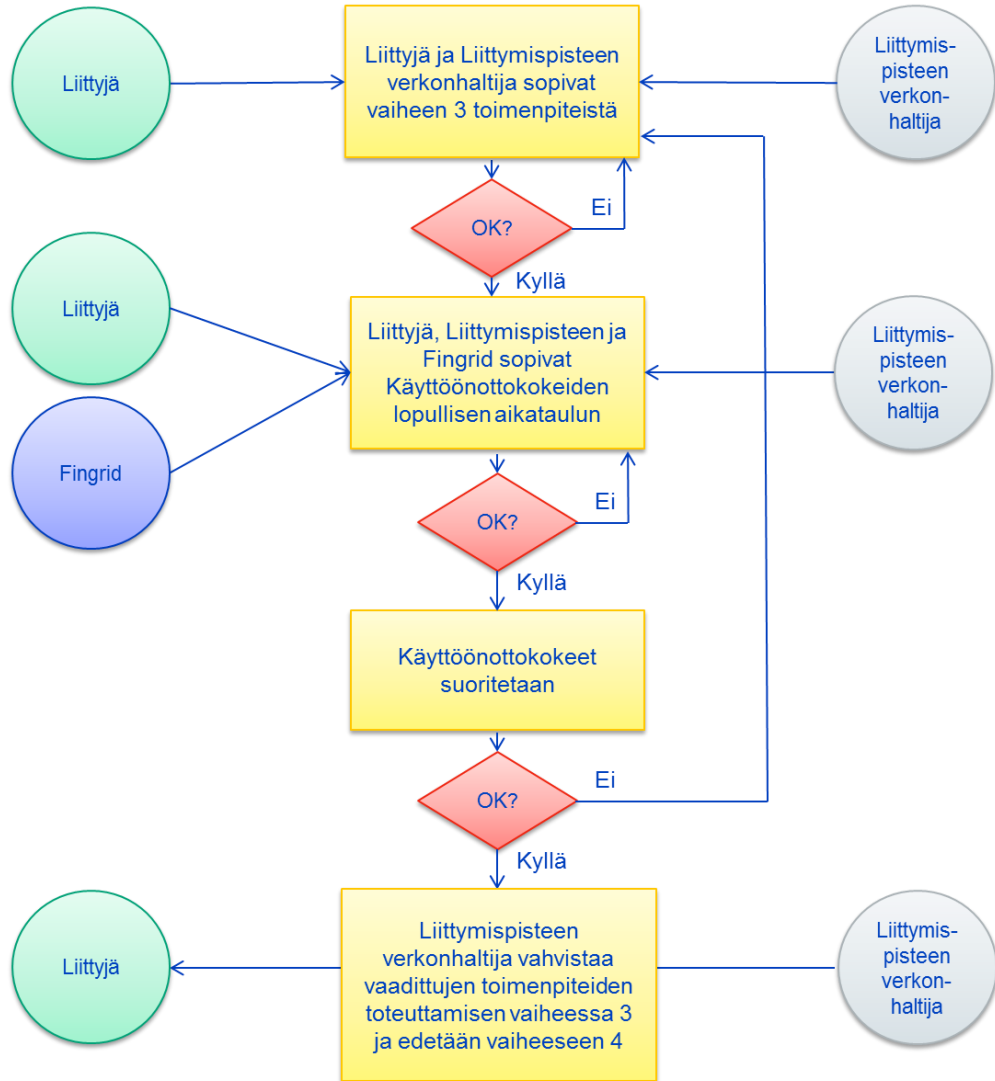 Liittyjä
Liittyjä ja Liittymispisteen
verkonhaltija sopivat
vaiheen 3 toimenpiteistä
Liittymis-
pisteen
verkon-
haltija
OK?
Ei
Kyllä
Liittyjä
Fingrid
Liittyjä, Liittymispisteen ja
Fingrid sopivat
Käyttöönottokokeiden
lopullisen aikataulun
Liittymis-
pisteen
verkon-
haltija
OK?
Ei
Kyllä
Käyttöönottokokeet
suoritetaan
OK?
Ei
Kyllä
Liittyjä
Liittymispisteen
verkonhaltija vahvistaa
vaadittujen toimenpiteiden
toteuttamisen vaiheessa 3
ja edetään vaiheeseen 4
Liittymis-
pisteen
verkon-
haltija